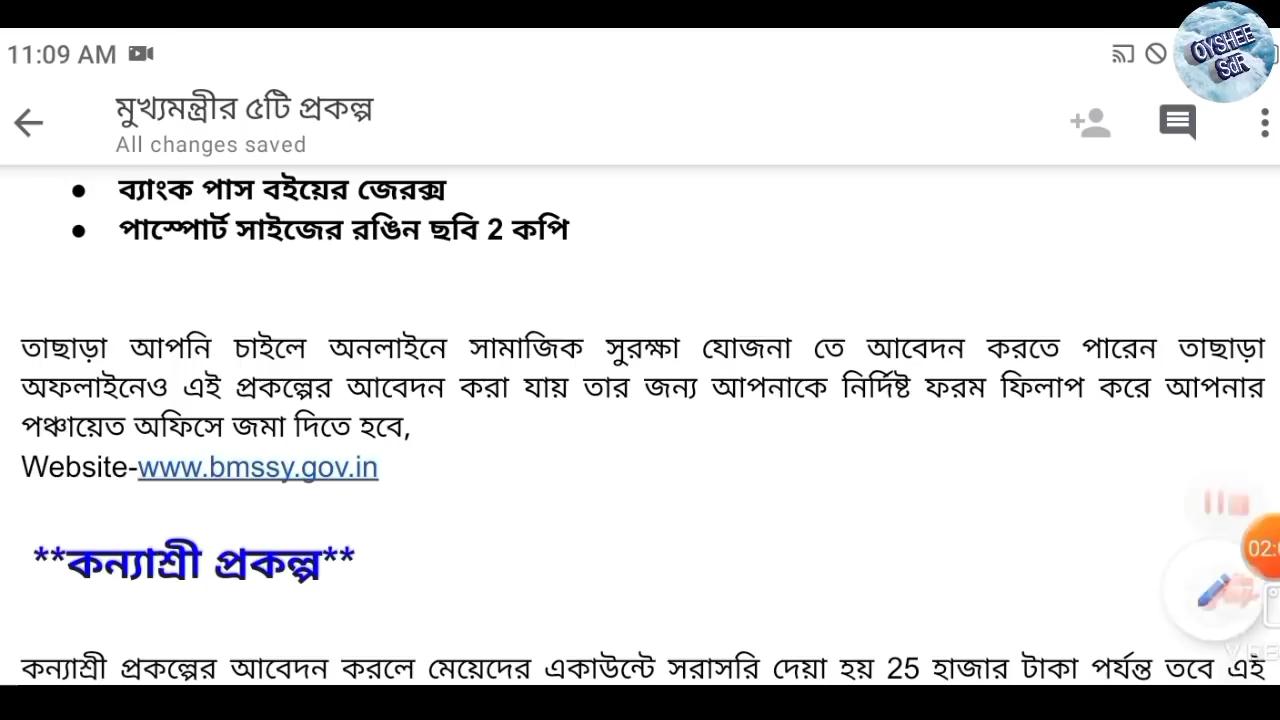 OYSHEE
SdR
11:09 AM
মুখ্যমন্ত্রীর ৫টি প্রকল্প
All changes saved
● ব্যাংক পাস বইয়ের জেরক্স
● পাস্পোর্ট সাইজের রঙিন ছবি 2 কপি
তাছাড়া আপনি চাইলে অনলাইনে সামাজিক সুরক্ষা যোজনা তে আবেদন করতে পারেন তাছাড়া
অফলাইনেও এই প্রকল্পের আবেদন করা যায় তার জন্য আপনাকে নির্দিষ্ট ফরম ফিলাপ করে আপনার
পঞ্চায়েত অফিসে জমা দিতে হবে,
Website-www.bmssy.gov.in
**কন্যাশ্রী প্রকল্প**
কন্যাশ্রী প্রকল্পের আবেদন করলে মেয়েদের একাউন্টে সরাসরি দেয়া হয় 25 হাজার টাকা পর্যন্ত তবে এই